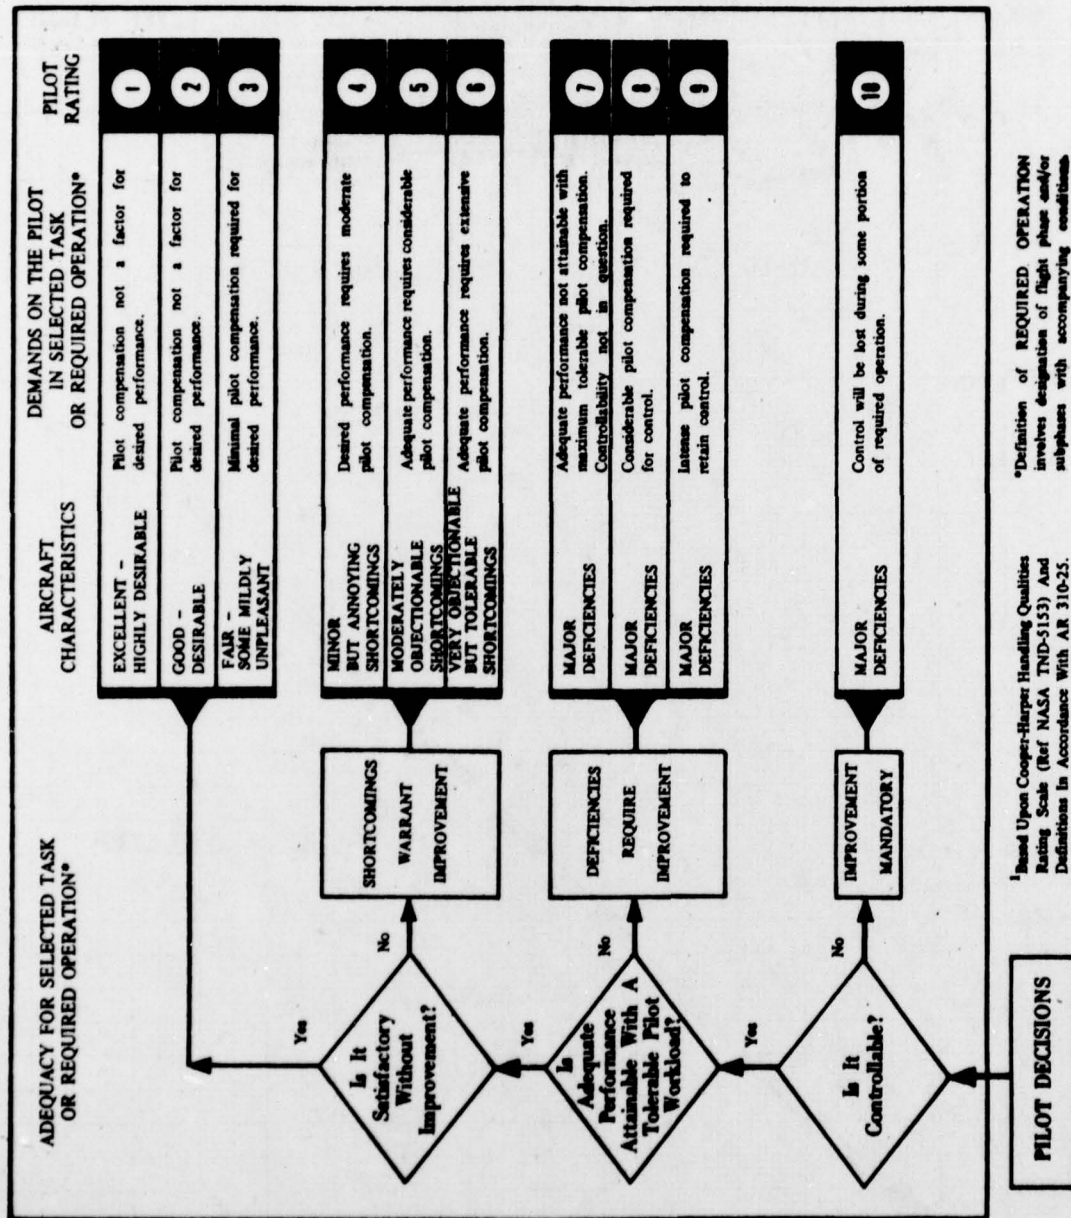 ADEQUACY FOR SELECTED TASK
OR REQUIRED OPERATION*
AIRCRAFT
CHARACTERISTICS
DEMANDS ON THE PILOT
IN SELECTED TASK
OR REQUIRED OPERATION*
PILOT
RATING
EXCELLENT –
HIGHLY DESIRABLE
Pilot compensation not a factor for
desired performance.
1
GOOD –
DESIRABLE
Pilot compensation not a factor for
desired performance.
2
FAIR –
SOME MILDLY
UNPLEASANT
Minimal pilot compensation required for
desired performance.
3
Yes
Is It
Satisfactory
Without
Improvement?
No
SHORTCOMINGS
WARRANT
IMPROVEMENT
MINOR
BUT ANNOYING
SHORTCOMINGS
Desired performance requires moderate
pilot compensation.
4
MODERATELY
OBJECTIONABLE
SHORTCOMINGS
Adequate performance requires considerable
pilot compensation.
5
VERY OBJECTIONABLE
BUT TOLERABLE
SHORTCOMINGS
Adequate performance requires extensive
pilot compensation.
6
Yes
Is
Adequate
Performance
Attainable With A
Tolerable Pilot
Workload?
No
DEFICIENCIES
REQUIRE
IMPROVEMENT
MAJOR
DEFICIENCIES
Adequate performance not attainable with
maximum tolerable pilot compensation.
Controllability not in question.
7
MAJOR
DEFICIENCIES
Considerable pilot compensation required
for control.
8
MAJOR
DEFICIENCIES
Intense pilot compensation required to
retain control.
9
Yes
Is It
Controllable?
No
IMPROVEMENT
MANDATORY
MAJOR
DEFICIENCIES
Control will be lost during some portion
of required operation.
10
PILOT DECISIONS
1 Based Upon Cooper-Harper Handling Qualities
Rating Scale (Ref NASA TND-5153) And
Definitions In Accordance With AR 310-25.
*Definition of REQUIRED OPERATION
involves designation of flight phase and/or
subphases with accompanying conditions.